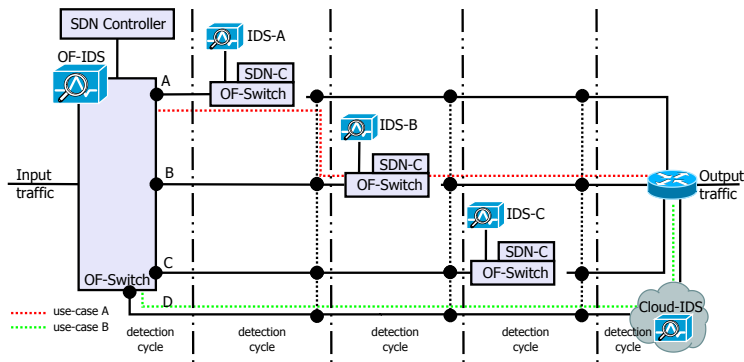 SDN Controller
OF-IDS
IDS-A
A
SDN-C
OF-Switch
IDS-B
B
SDN-C
OF-Switch
Input
traffic
Output
traffic
IDS-C
C
SDN-C
OF-Switch
OF-Switch
D
Cloud-IDS
use-case A
use-case B
detection
cycle
detection
cycle
detection
cycle
detection
cycle
detection
cycle